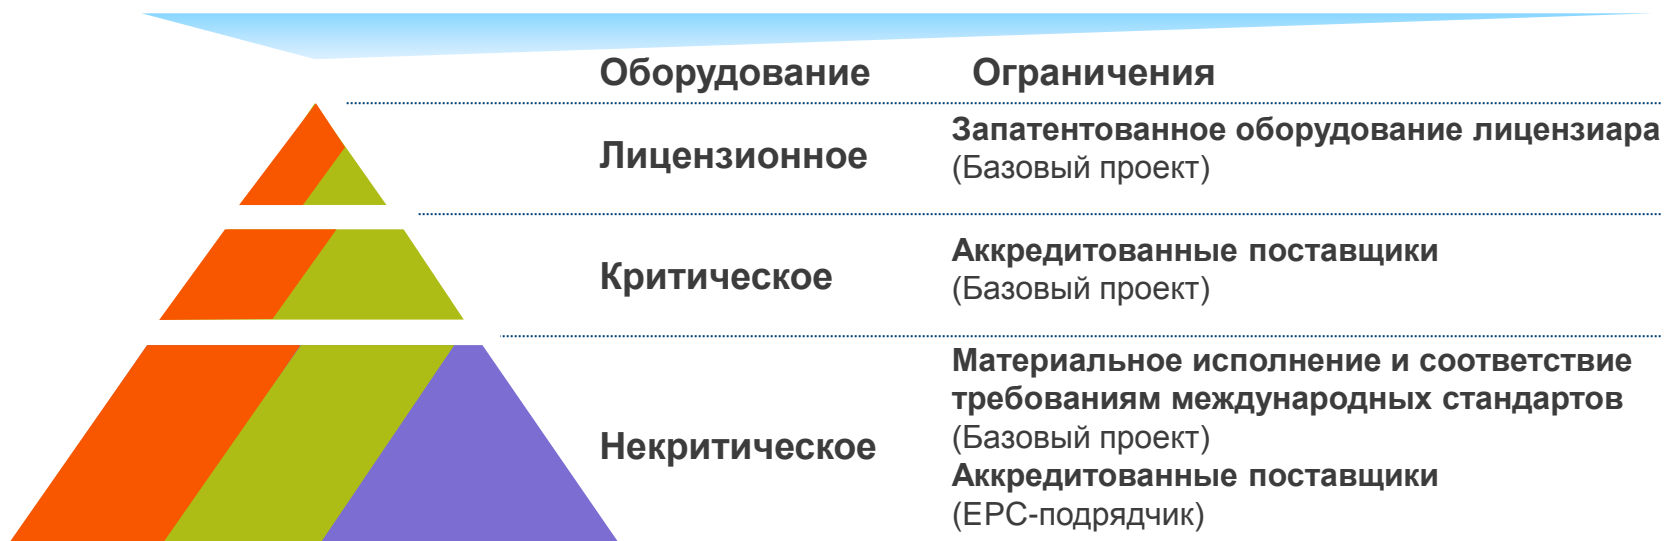 Оборудование Ограничения
Лицензионное
Запатентованное оборудование лицензиара
(Базовый проект)
Критическое
Аккредитованные поставщики
(Базовый проект)
Некритическое
Материальное исполнение и соответствие
требованиям международных стандартов
(Базовый проект)
Аккредитованные поставщики
(EPC-подрядчик)